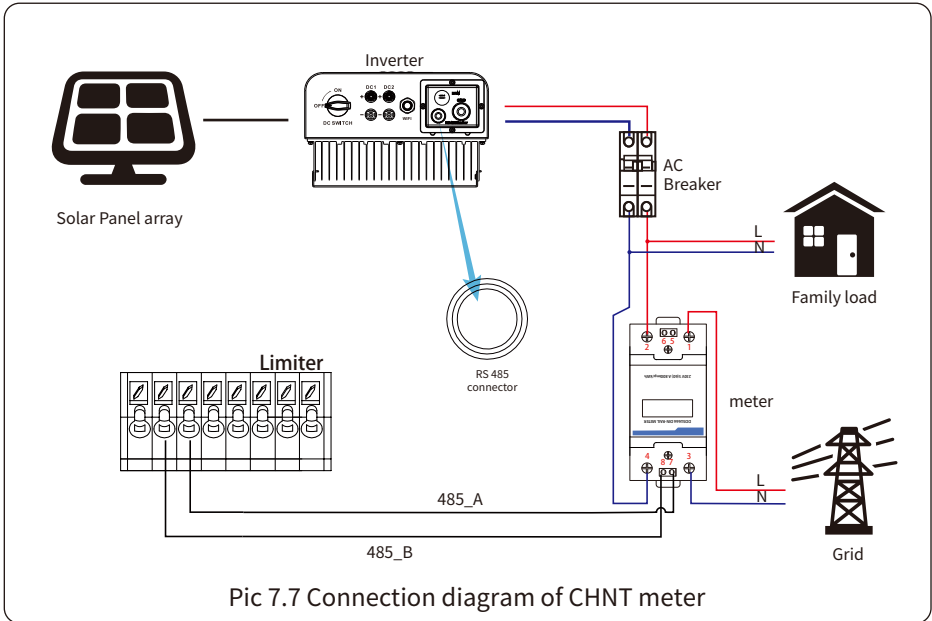 Inverter
ON
OFF
DC SWITCH
DC1 DC2
+ +
- -
WiFi
AC
Breaker
Solar Panel array
L
N
Family load
RS 485
connector
Limiter
6 5
2 1
meter
4 3
8 7
L
N
485_A
485_B
Grid
Pic 7.7 Connection diagram of CHNT meter